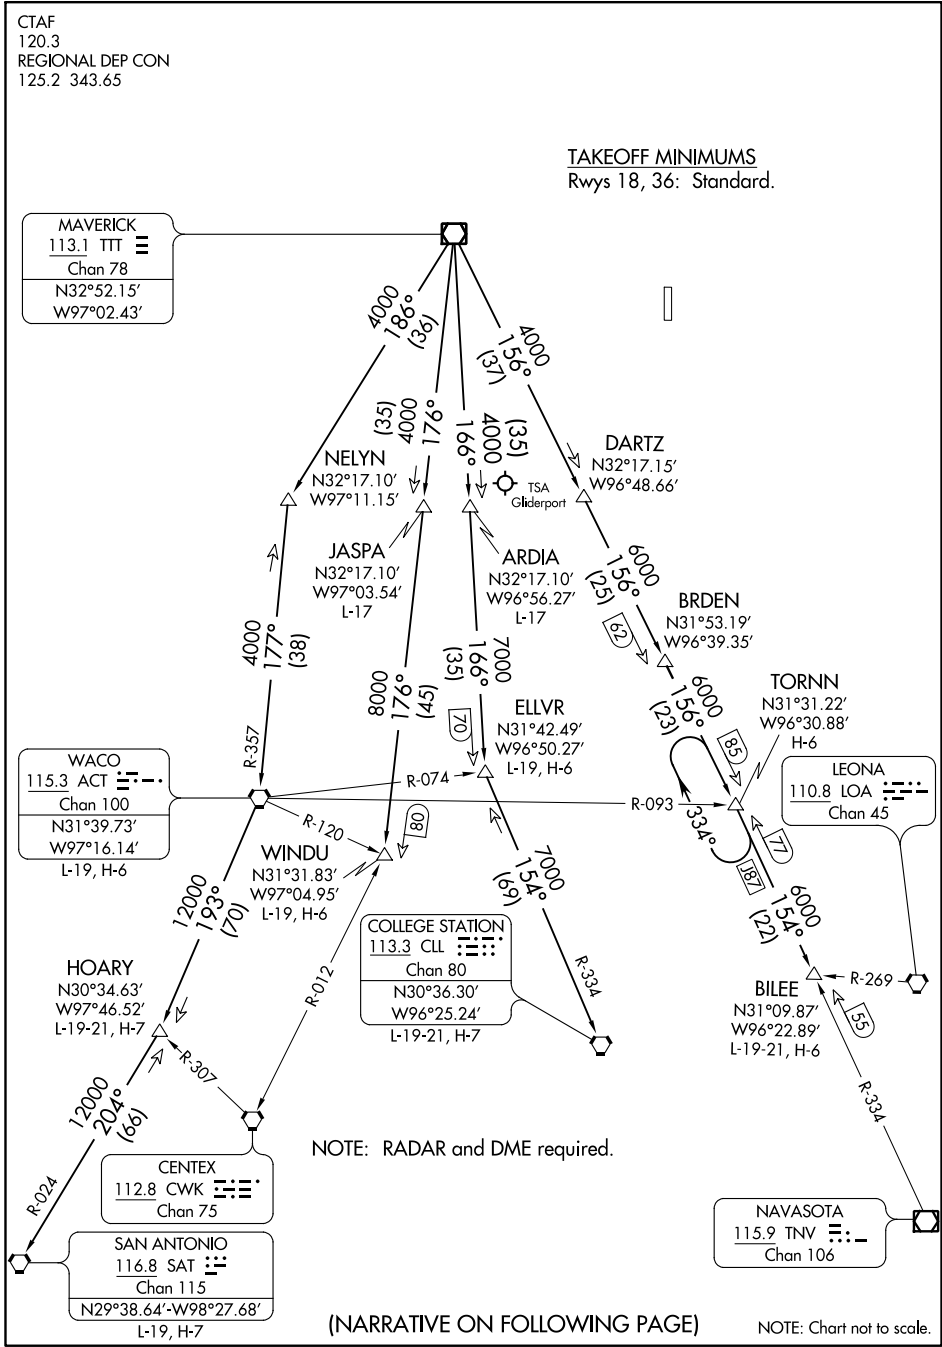 CTAF
120.3
REGIONAL DEP CON
125.2 343.65
TAKEOFF MINIMUMS
Rwys 18, 36: Standard.
MAVERICK
113.1 TTT
Chan 78
N32°52.15′
W97°02.43′
4000
186°
(36)
(35)
4000
176°
(35)
4000
166°
4000
156°
(37)
NELYN
N32°17.10′
W97°11.15′
TSA
Gliderport
DARTZ
N32°17.15′
W96°48.66′
JASPA
N32°17.10′
W97°03.54′
L-17
ARDIA
N32°17.10′
W96°56.27′
L-17
6000
156°
(25)
62
BRDEN
N31°53.19′
W96°39.35′
4000
177°
(38)
R-357
8000
176°
(45)
7000
166°
(35)
70
ELLVR
N31°42.49′
W96°50.27′
L-19, H-6
6000
156°
(23)
85
TORNN
N31°31.22′
W96°30.88′
H-6
WACO
115.3 ACT
Chan 100
N31°39.73′
W97°16.14′
L-19, H-6
R-074
R-093
R-120
LEONA
110.8 LOA
Chan 45
WINDU
N31°31.83′
W97°04.95′
L-19, H-6
80
334°
J87
77
12000
193°
(70)
7000
154°
(69)
6000
154°
(22)
COLLEGE STATION
113.3 CLL
Chan 80
N30°36.30′
W96°25.24′
L-19-21, H-7
R-334
HOARY
N30°34.63′
W97°46.52′
L-19-21, H-7
R-012
R-307
BILEE
N31°09.87′
W96°22.89′
L-19-21, H-6
R-269
55
R-334
12000
204°
(66)
R-024
NOTE: RADAR and DME required.
CENTEX
112.8 CWK
Chan 75
NAVASOTA
115.9 TNV
Chan 106
SAN ANTONIO
116.8 SAT
Chan 115
N29°38.64′-W98°27.68′
L-19, H-7
(NARRATIVE ON FOLLOWING PAGE)
NOTE: Chart not to scale.